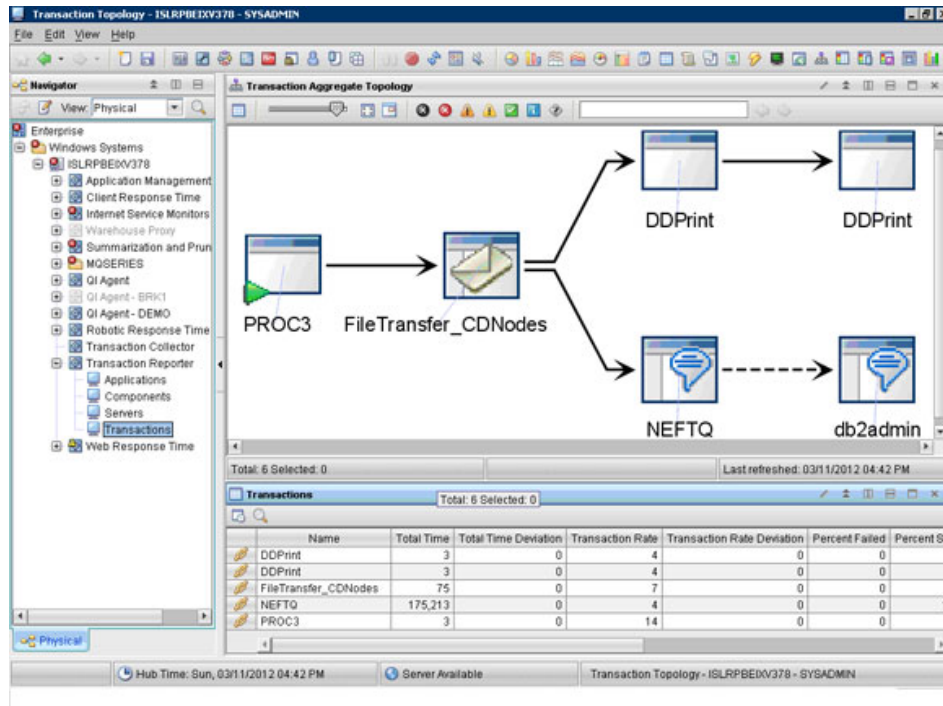 Transaction Topology - ISLRPBEIXV378 - SYSADMIN
File Edit View Help
Navigator
View: Physical
Enterprise
Windows Systems
ISLRPBEIXV378
Application Management
Client Response Time
Internet Service Monitors
Warehouse Proxy
Summarization and Prun
MQSERIES
QI Agent
QI Agent - BRK1
QI Agent - DEMO
Robotic Response Time
Transaction Collector
Transaction Reporter
Applications
Components
Servers
Transactions
Web Response Time
Physical
Transaction Aggregate Topology
DDPrint DDPrint
PROC3 FileTransfer_CDNodes
NEFTQ db2admin
Total: 6 Selected: 0 Last refreshed: 03/11/2012 04:42 PM
Transactions
Total: 6 Selected: 0
Name Total Time Total Time Deviation Transaction Rate Transaction Rate Deviation Percent Failed Percent S
DDPrint 3 0 4 0 0
DDPrint 3 0 4 0 0
FileTransfer_CDNodes 75 0 7 0 0
NEFTQ 175,213 0 4 0 0
PROC3 3 0 14 0 0
Hub Time: Sun, 03/11/2012 04:42 PM Server Available Transaction Topology - ISLRPBEIXV378 - SYSADMIN